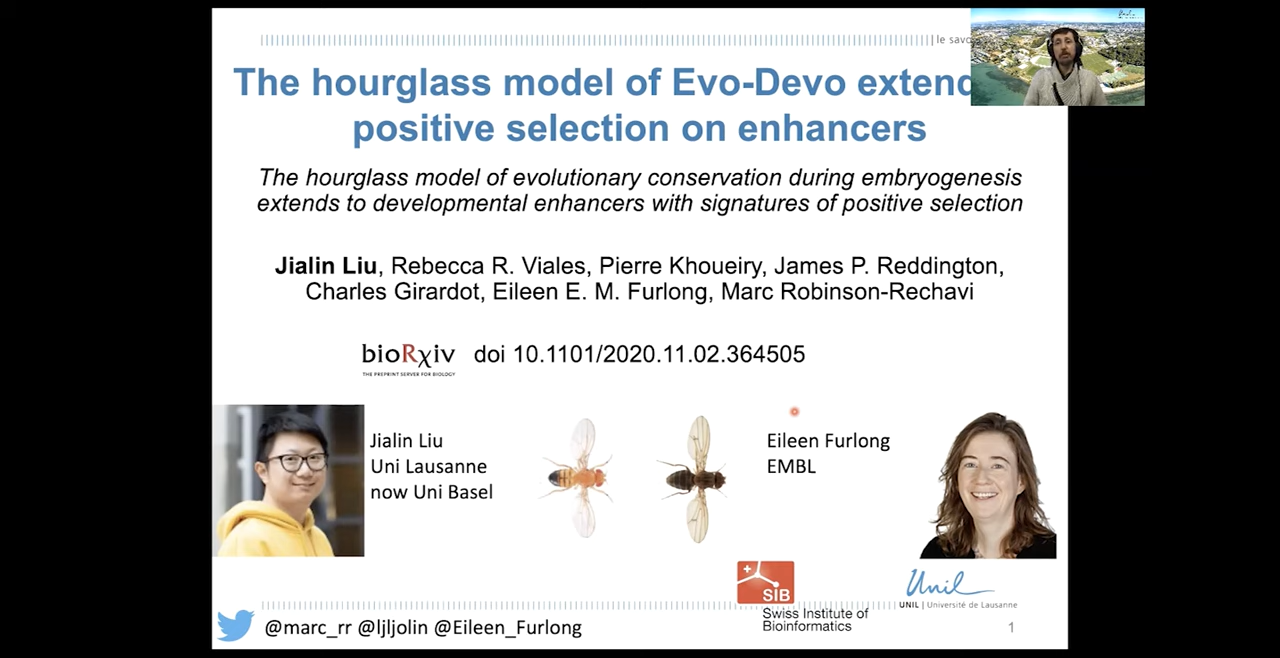 le savo
The hourglass model of Evo-Devo extend
positive selection on enhancers
The hourglass model of evolutionary conservation during embryogenesis
extends to developmental enhancers with signatures of positive selection
Jialin Liu, Rebecca R. Viales, Pierre Khoueiry, James P. Reddington,
Charles Girardot, Eileen E. M. Furlong, Marc Robinson-Rechavi
bioRxiv doi 10.1101/2020.11.02.364505
THE PREPRINT SERVER FOR BIOLOGY
Jialin Liu
Uni Lausanne
now Uni Basel
Eileen Furlong
EMBL
SIB
Swiss Institute of
Bioinformatics
Unil
UNIL | Université de Lausanne
@marc_rr @ljljolin @Eileen_Furlong
1